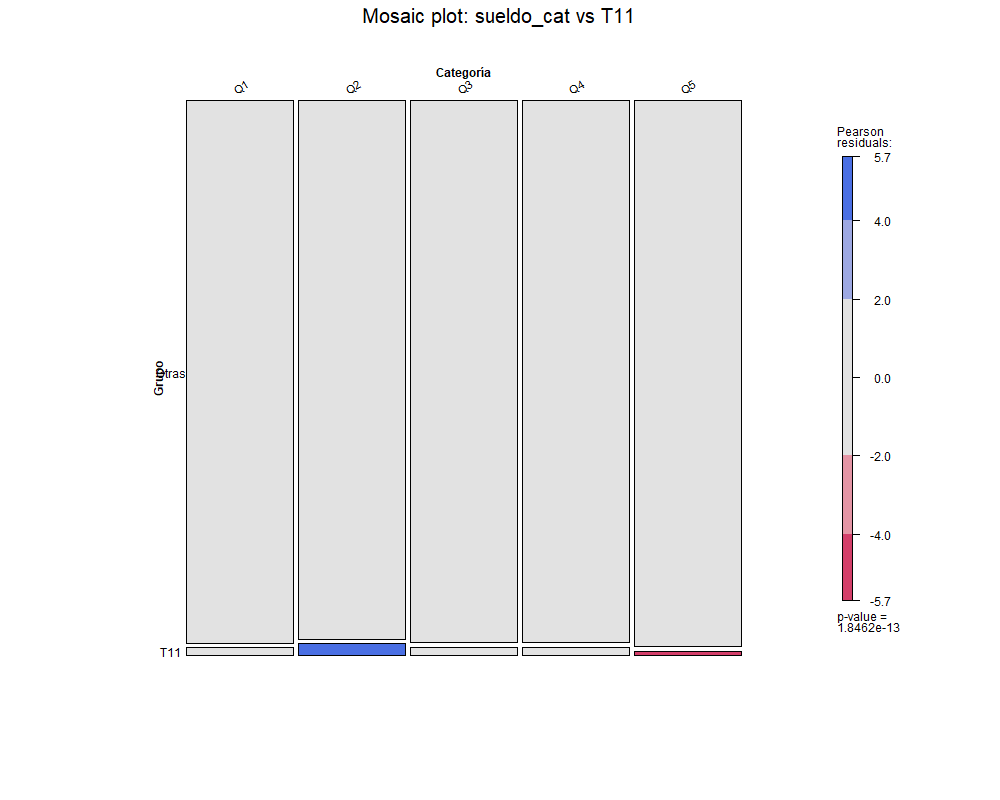 Mosaic plot: sueldo_cat vs T11
Categoría
Q1 Q2 Q3 Q4 Q5
Pearson
residuals:
5.7
4.0
2.0
0.0
-2.0
-4.0
-5.7
p-value =
1.8462e-13
Grupo
Otras
T11